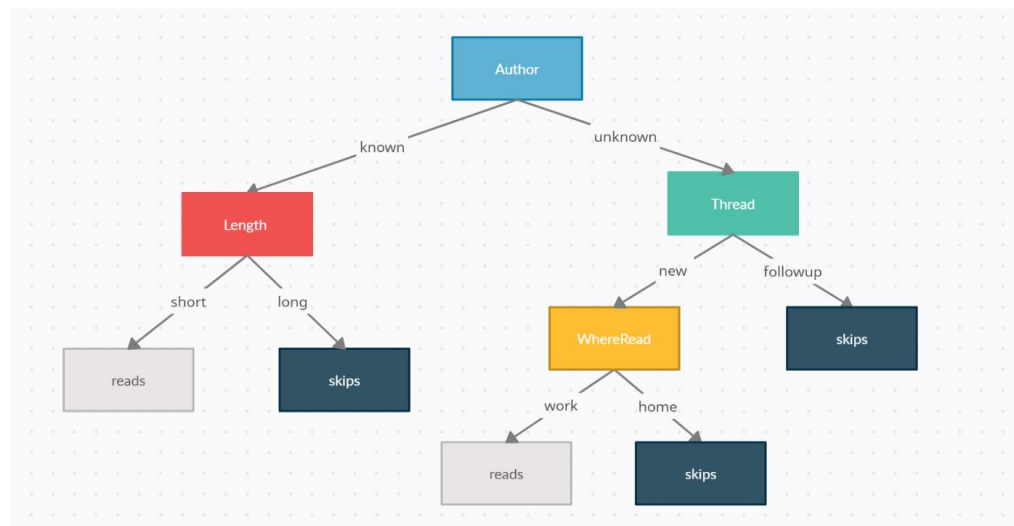 Author
known
unknown
Length
Thread
short
long
new
followup
reads
skips
WhereRead
skips
work
home
reads
skips